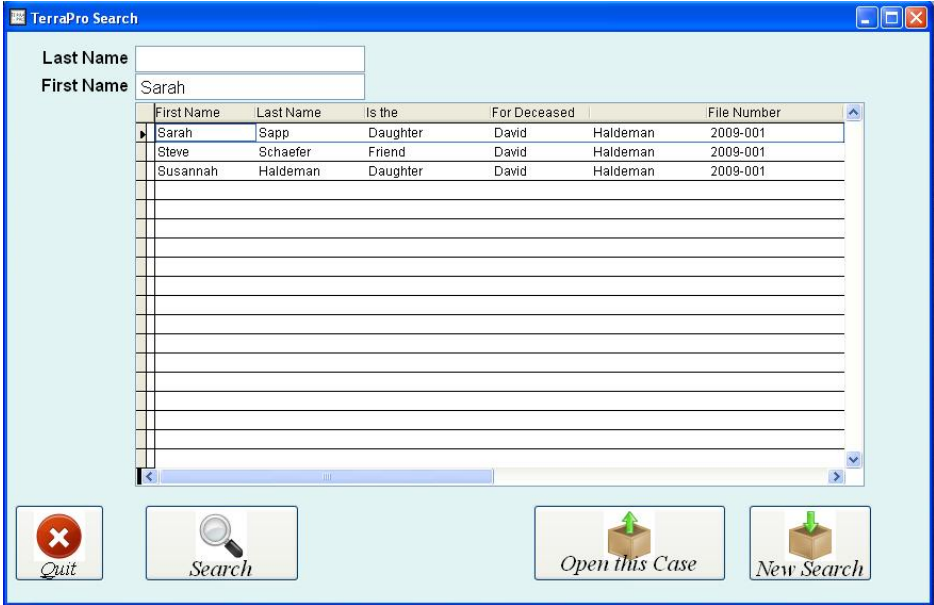 TerraPro Search
Last Name
First Name Sarah
First Name Last Name Is the For Deceased File Number
Sarah Sapp Daughter David Haldeman 2009-001
Steve Schaefer Friend David Haldeman 2009-001
Susannah Haldeman Daughter David Haldeman 2009-001
Quit Search Open this Case New Search